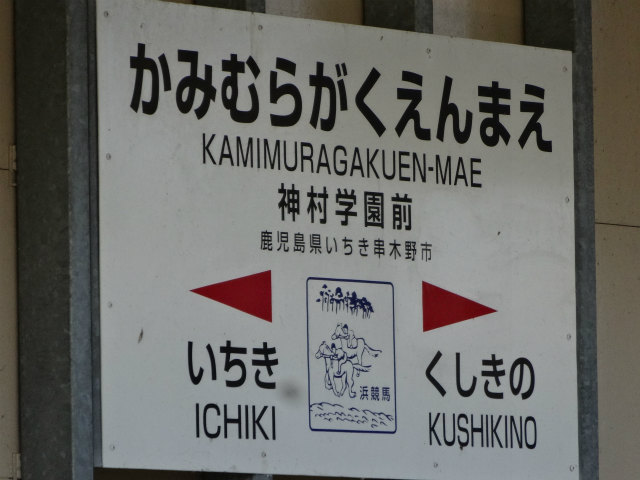 かみむらがくえんまえ
KAMIMURAGAKUEN-MAE
神村学園前
鹿児島県いちき串木野市
いちき
ICHIKI
浜競馬
くしきの
KUSHIKINO